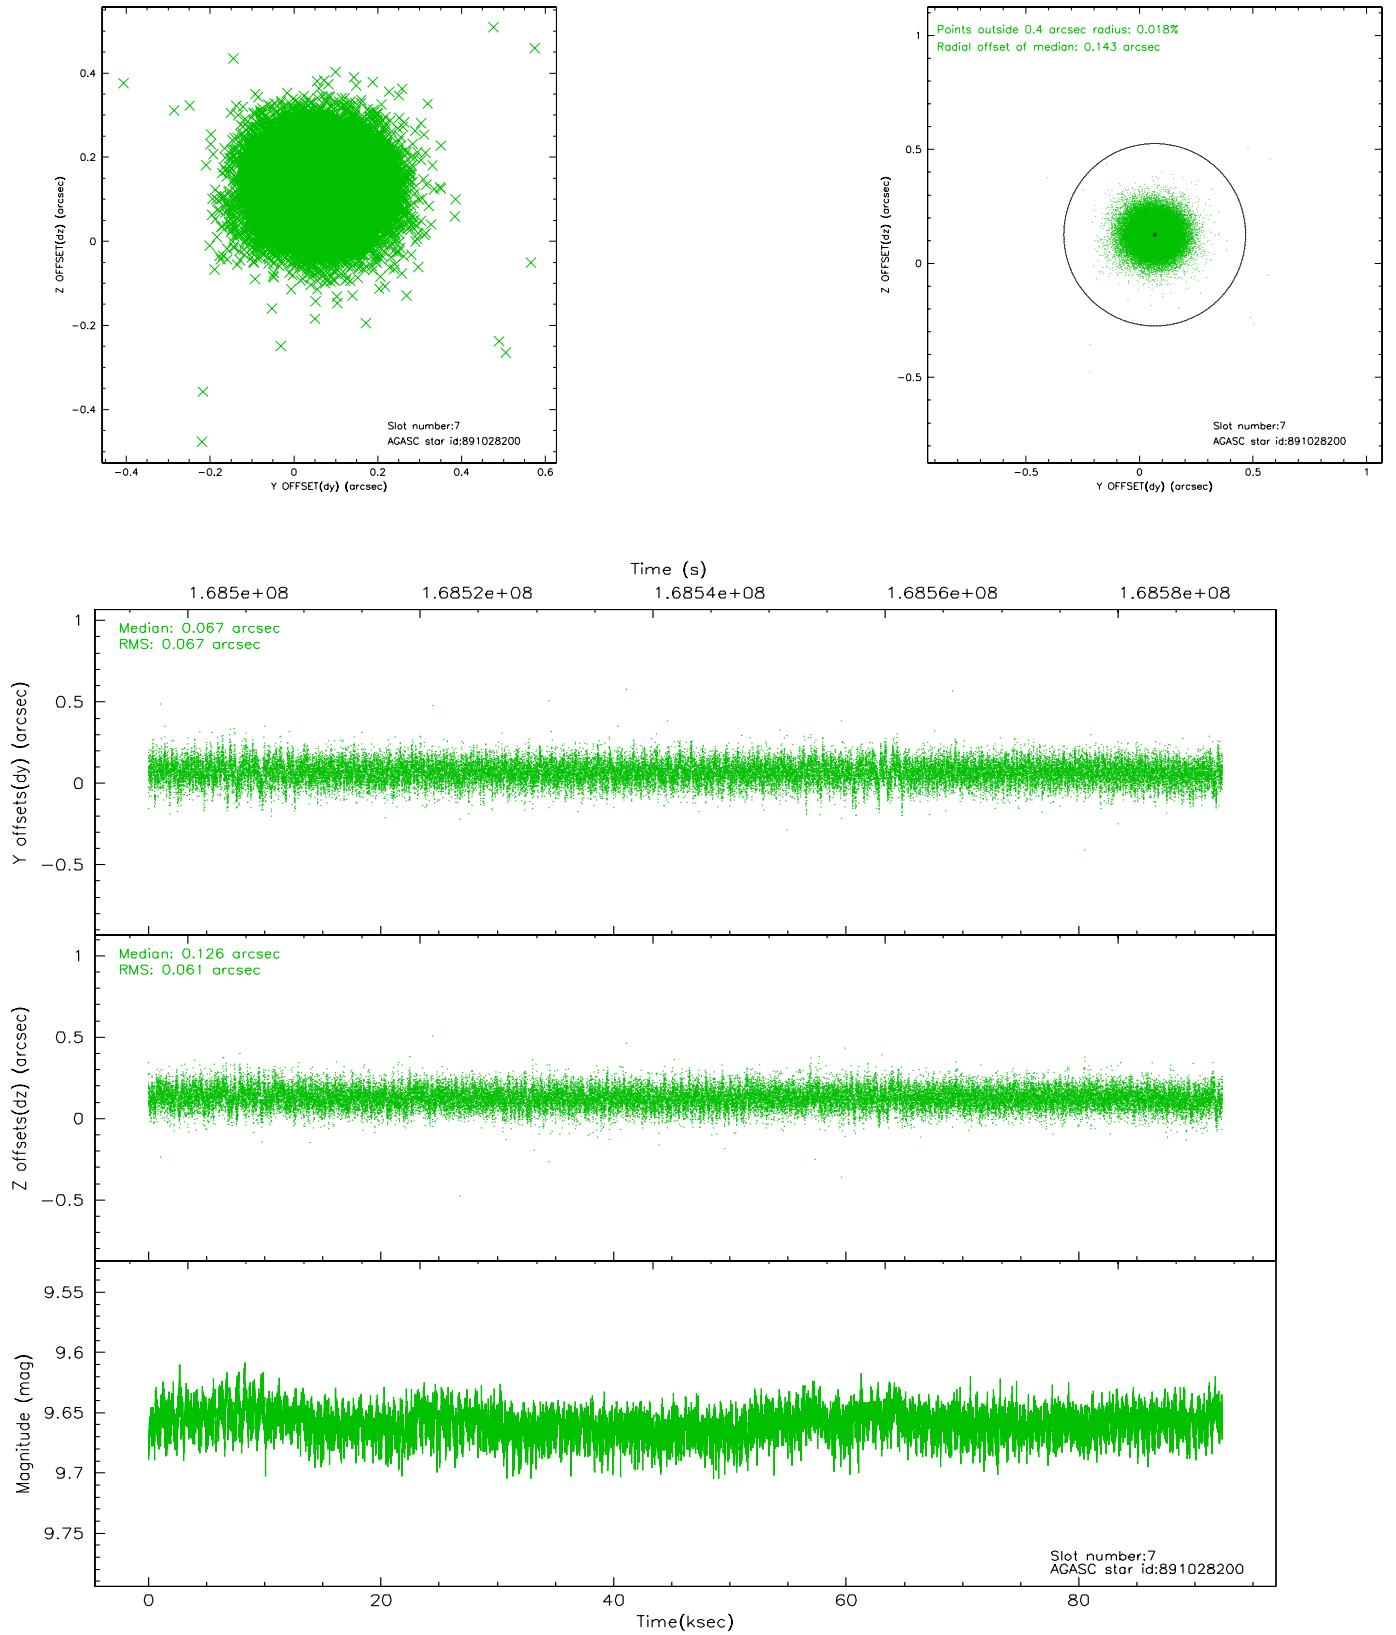 0.4
0.2
0
−0.2
−0.4
Z OFFSET(dz) (arcsec)
Slot number:7
AGASC star id:891028200
−0.4 −0.2 0 0.2 0.4 0.6
Y OFFSET(dy) (arcsec)
Points outside 0.4 arcsec radius: 0.018%
Radial offset of median: 0.143 arcsec
1
0.5
0
−0.5
Z OFFSET(dz) (arcsec)
Slot number:7
AGASC star id:891028200
−0.5 0 0.5 1
Y OFFSET(dy) (arcsec)
Time (s)
1.685e+08 1.6852e+08 1.6854e+08 1.6856e+08 1.6858e+08
Median: 0.067 arcsec
RMS: 0.067 arcsec
1
0.5
0
−0.5
Y offsets(dy) (arcsec)
Median: 0.126 arcsec
RMS: 0.061 arcsec
1
0.5
0
−0.5
Z offsets(dz) (arcsec)
9.55
9.6
9.65
9.7
9.75
Magnitude (mag)
Slot number:7
AGASC star id:891028200
0 20 40 60 80
Time(ksec)